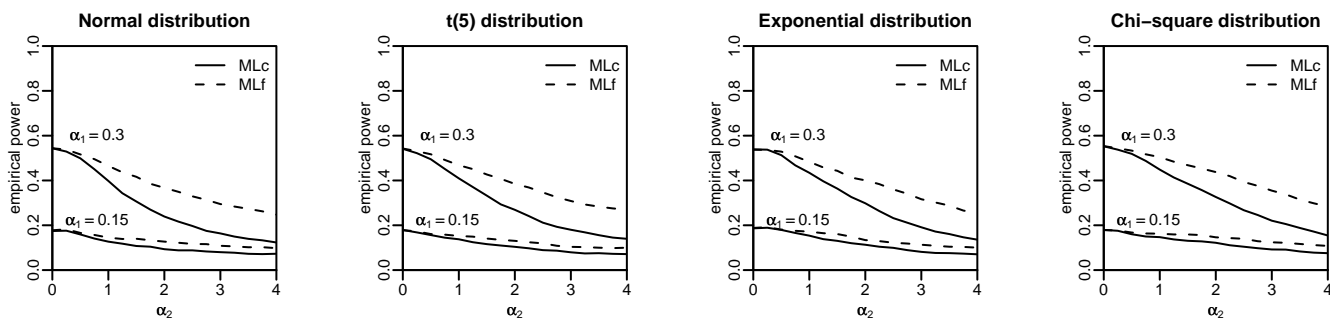 Normal distribution
empirical power
0.0 0.2 0.4 0.6 0.8 1.0
MLc
MLf
α1 = 0.3
α1 = 0.15
0 1 2 3 4
α2
t(5) distribution
empirical power
0.0 0.2 0.4 0.6 0.8 1.0
MLc
MLf
α1 = 0.3
α1 = 0.15
0 1 2 3 4
α2
Exponential distribution
empirical power
0.0 0.2 0.4 0.6 0.8 1.0
MLc
MLf
α1 = 0.3
α1 = 0.15
0 1 2 3 4
α2
Chi−square distribution
empirical power
0.0 0.2 0.4 0.6 0.8 1.0
MLc
MLf
α1 = 0.3
α1 = 0.15
0 1 2 3 4
α2